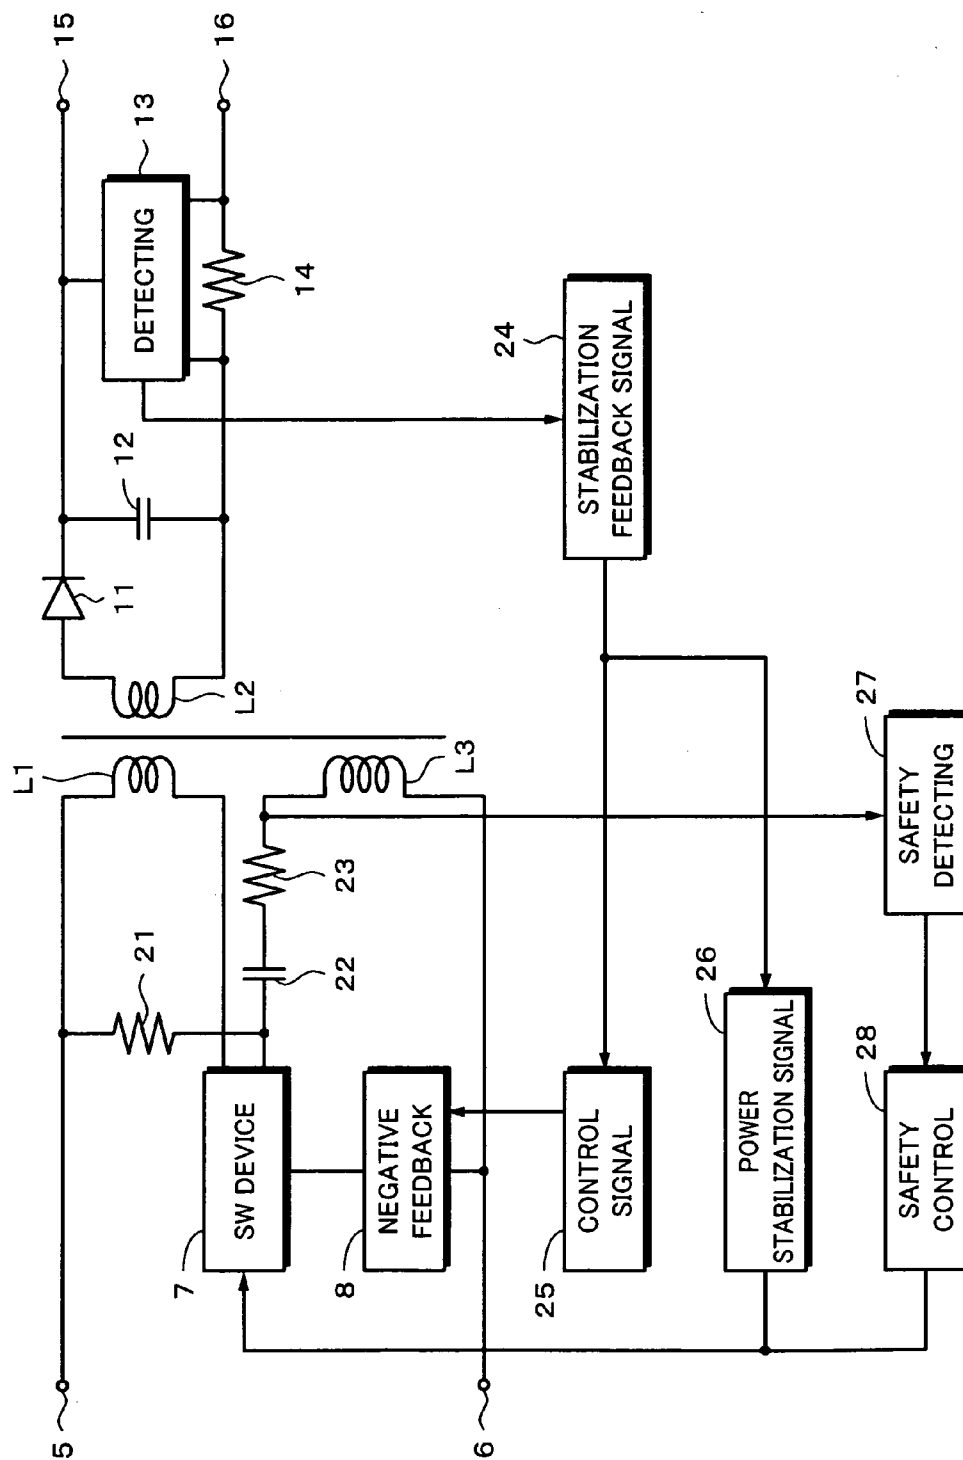 5
15
L1
L2
11
12
DETECTING
13
14
16
21
SW DEVICE
7
22
23
L3
NEGATIVE
FEEDBACK
8
6
CONTROL
SIGNAL
25
STABILIZATION
FEEDBACK SIGNAL
24
POWER
STABILIZATION SIGNAL
26
SAFETY
CONTROL
28
SAFETY
DETECTING
27